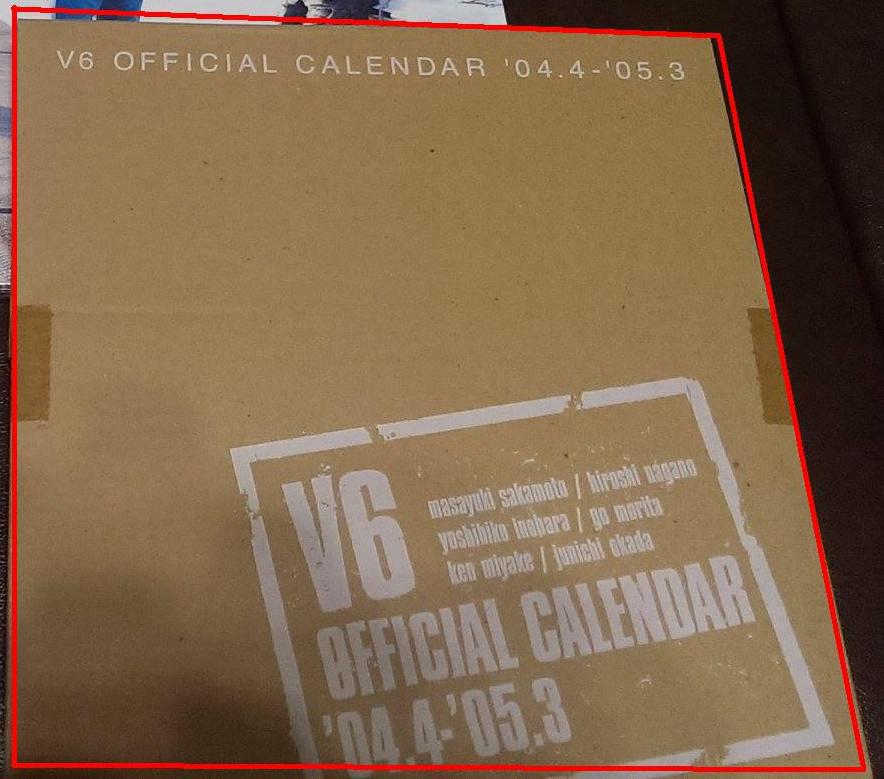 V6 OFFICIAL CALENDAR '04.4-'05.3
V6
masayuki sakamoto / hiroshi nagano
yoshihiko inohara / go morita
ken miyake / junichi okada
OFFICIAL CALENDAR
'04.4-'05.3